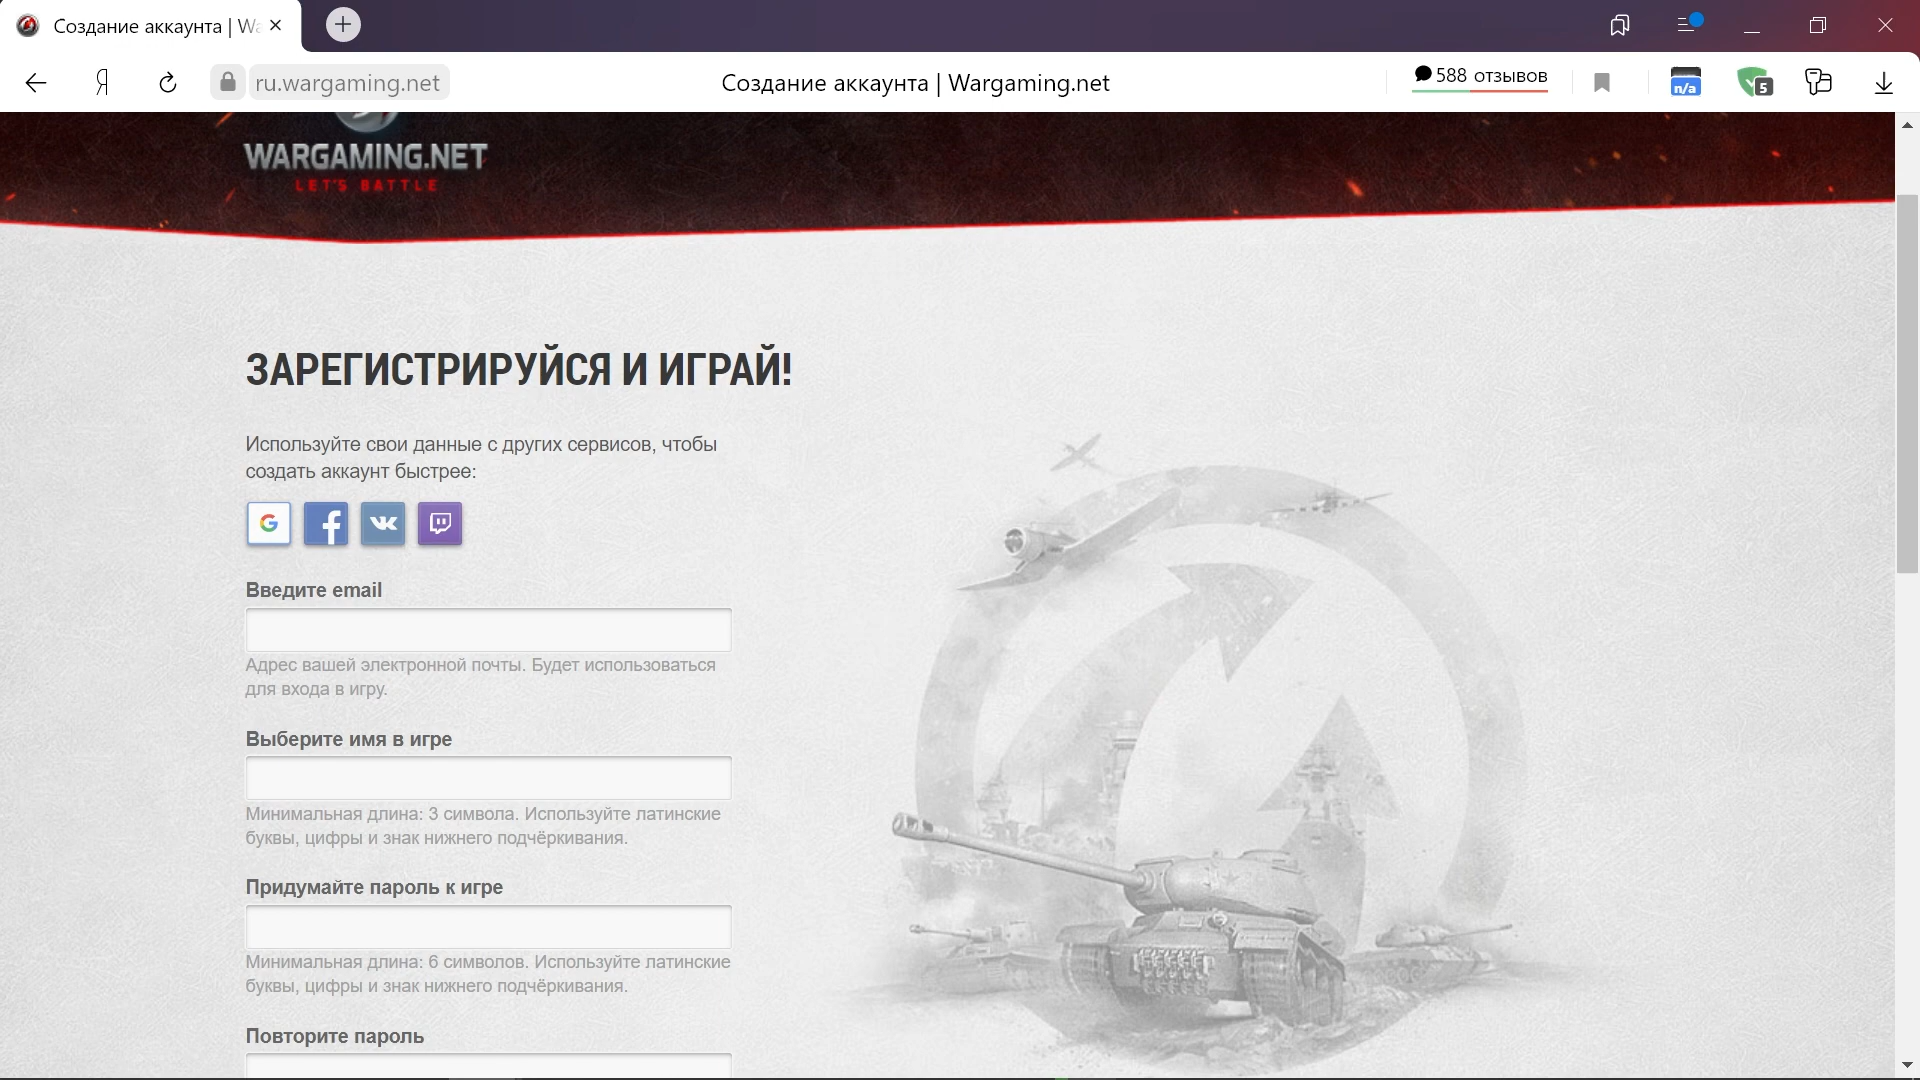 Создание аккаунта | Wa
ru.wargaming.net
Создание аккаунта | Wargaming.net
588 отзывов
n/a
5
WARGAMING.NET
LET'S BATTLE
ЗАРЕГИСТРИРУЙСЯ И ИГРАЙ!
Используйте свои данные с других сервисов, чтобы
создать аккаунт быстрее:
Введите email
Адрес вашей электронной почты. Будет использоваться
для входа в игру.
Выберите имя в игре
Минимальная длина: 3 символа. Используйте латинские
буквы, цифры и знак нижнего подчёркивания.
Придумайте пароль к игре
Минимальная длина: 6 символов. Используйте латинские
буквы, цифры и знак нижнего подчёркивания.
Повторите пароль